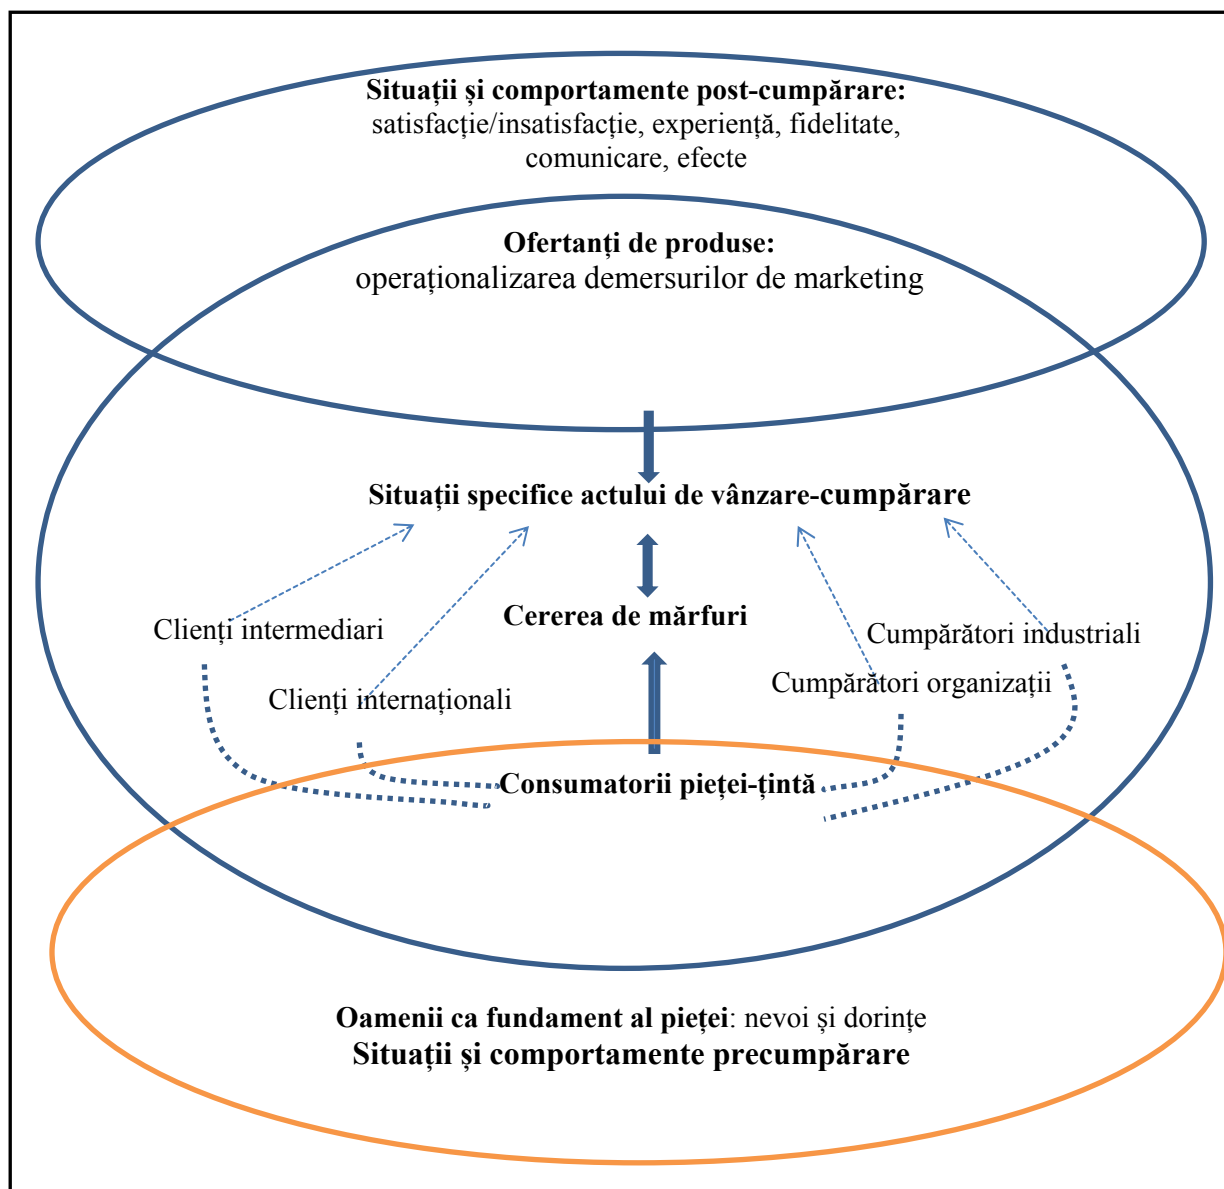 Situații și comportamente post-cumpărare:
satisfacție/insatisfacție, experiență, fidelitate,
comunicare, efecte
Ofertanți de produse:
operaționalizarea demersurilor de marketing
Situații specifice actului de vânzare-cumpărare
Cererea de mărfuri
Clienți intermediari
Cumpărători industriali
Clienți internaționali
Cumpărători organizații
Consumatorii pieței-țintă
Oamenii ca fundament al pieței: nevoi și dorințe
Situații și comportamente precumpărare